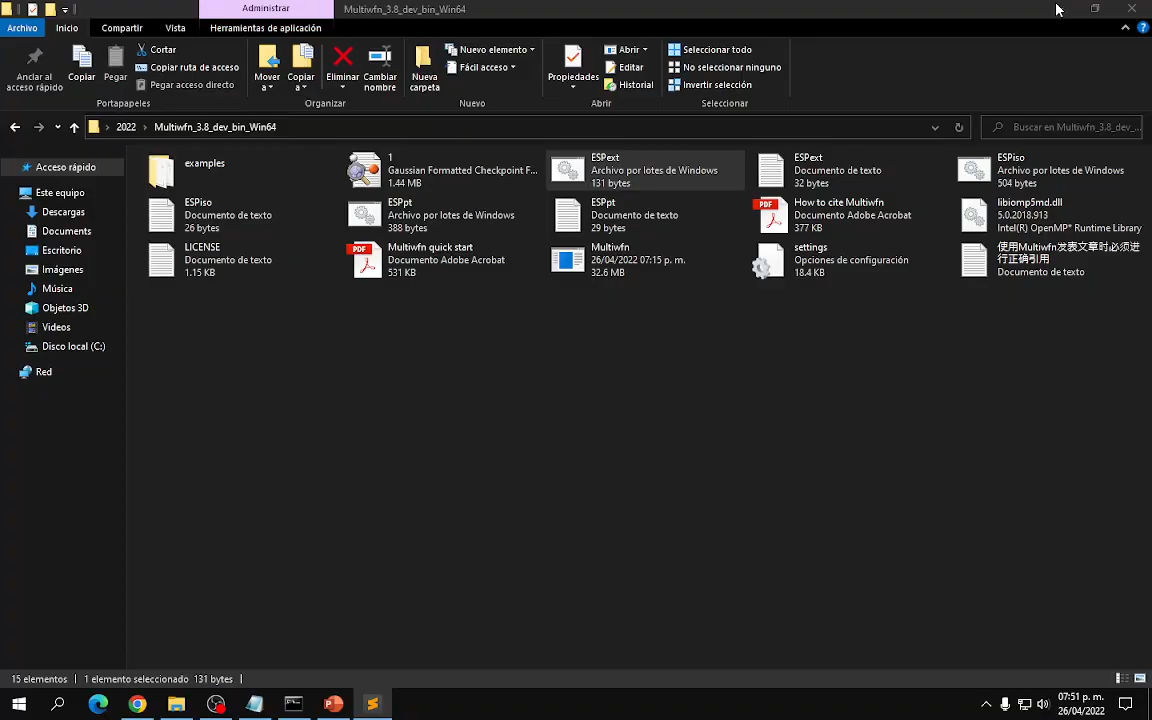 Administrar
Multiwfn_3.8_dev_bin_Win64
Archivo
Inicio
Compartir
Vista
Herramientas de aplicación
Anclar al
acceso rápido
Copiar
Pegar
Cortar
Copiar ruta de acceso
Pegar acceso directo
Portapapeles
Mover
a
Copiar
a
Eliminar
Cambiar
nombre
Organizar
Nueva
carpeta
Nuevo elemento
Fácil acceso
Nuevo
Propiedades
Abrir
Editar
Historial
Abrir
Seleccionar todo
No seleccionar ninguno
Invertir selección
Seleccionar
2022
Multiwfn_3.8_dev_bin_Win64
Buscar en Multiwfn_3.8_dev_...
Acceso rápido
Este equipo
Descargas
Documents
Escritorio
Imágenes
Música
Objetos 3D
Videos
Disco local (C:)
Red
examples
1
Gaussian Formatted Checkpoint F...
1.44 MB
ESPext
Archivo por lotes de Windows
131 bytes
ESPext
Documento de texto
32 bytes
ESPiso
Archivo por lotes de Windows
504 bytes
ESPiso
Documento de texto
26 bytes
ESPpt
Archivo por lotes de Windows
388 bytes
ESPpt
Documento de texto
29 bytes
PDF
How to cite Multiwfn
Documento Adobe Acrobat
377 KB
libiomp5md.dll
5.0.2018.913
Intel(R) OpenMP* Runtime Library
LICENSE
Documento de texto
1.15 KB
PDF
Multiwfn quick start
Documento Adobe Acrobat
531 KB
Multiwfn
26/04/2022 07:15 p. m.
32.6 MB
settings
Opciones de configuración
18.4 KB
使用Multiwfn发表文章时必须进
行正确引用
Documento de texto
15 elementos
1 elemento seleccionado 131 bytes
07:51 p. m.
26/04/2022